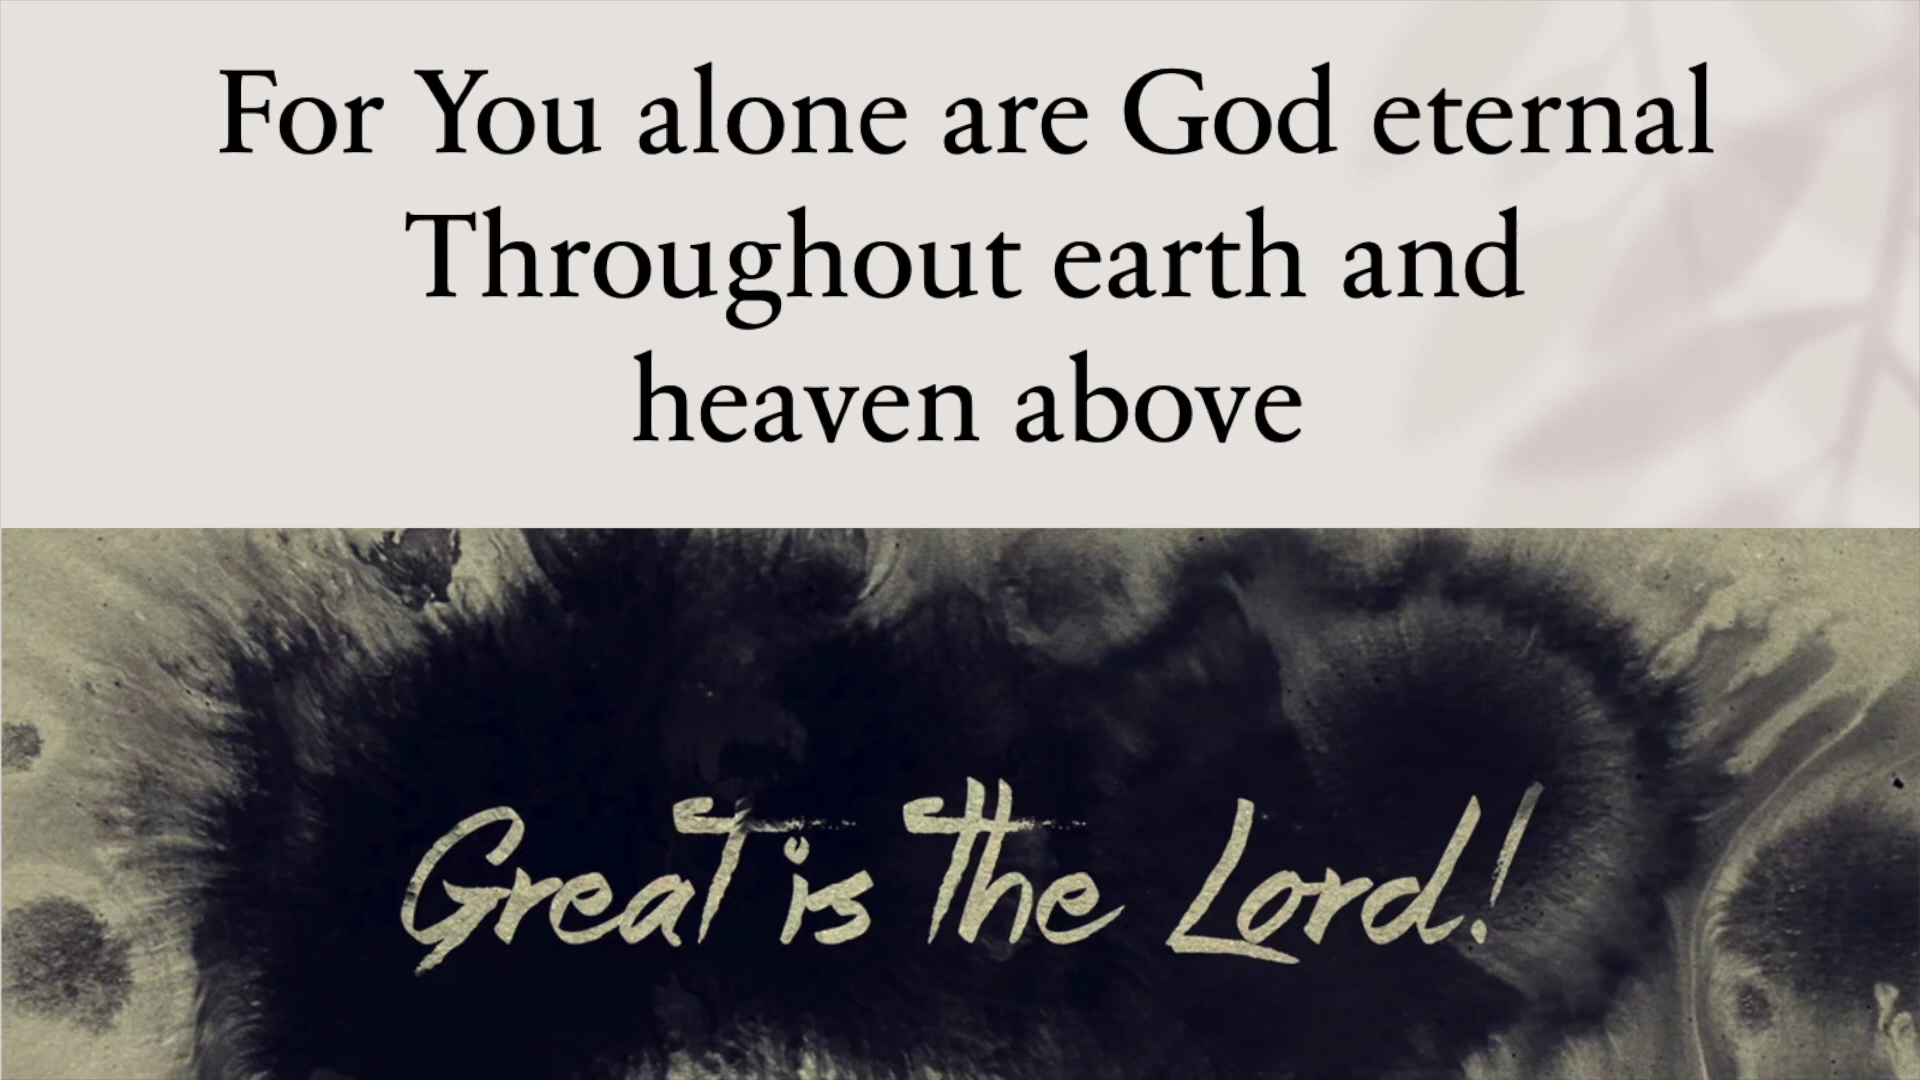 For You alone are God eternal
Throughout earth and
heaven above
Great is the Lord!